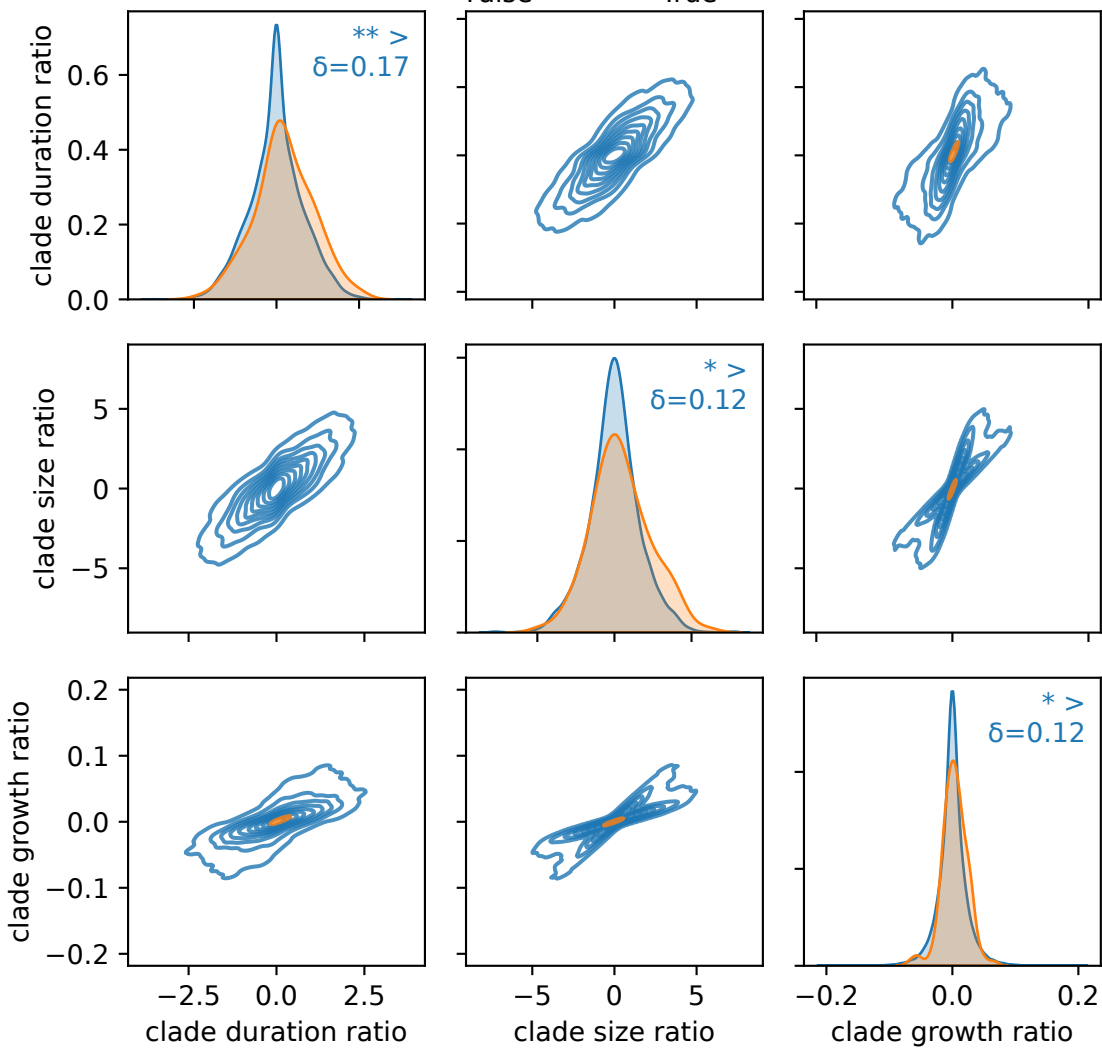 False True
clade duration ratio
0.6
0.4
0.2
0.0
** >
δ=0.17
clade size ratio
5
0
−5
* >
δ=0.12
clade growth ratio
0.2
0.1
0.0
−0.1
−0.2
* >
δ=0.12
−2.5 0.0 2.5
−5 0 5
−0.2 0.0 0.2
clade duration ratio
clade size ratio
clade growth ratio